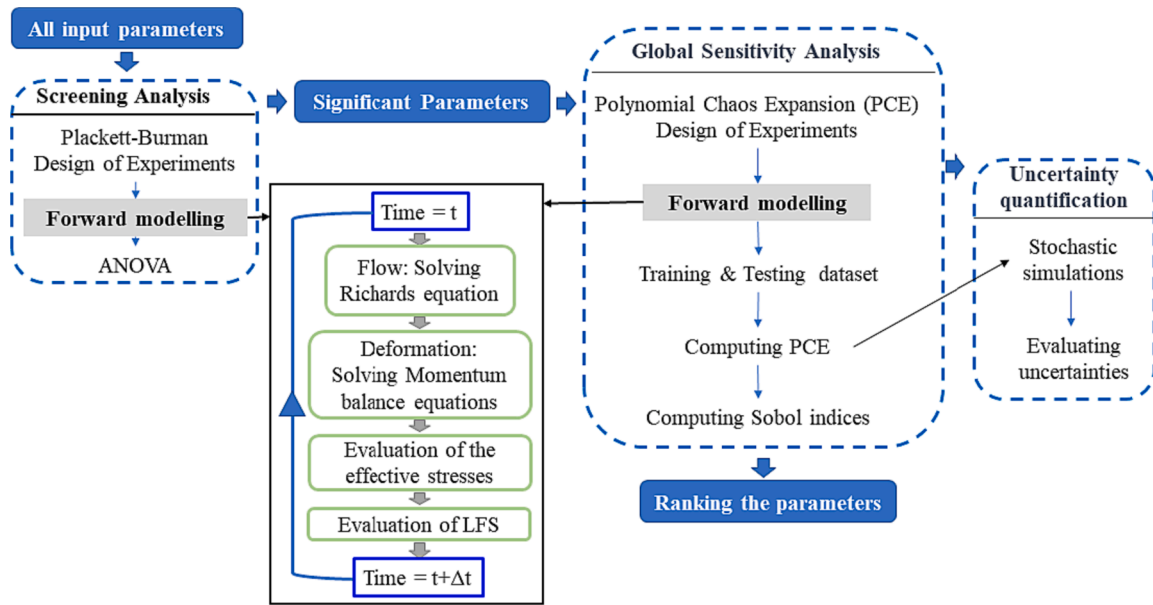 All input parameters
Screening Analysis
Plackett-Burman
Design of Experiments
Forward modelling
ANOVA
Significant Parameters
Time = t
Flow: Solving
Richards equation
Deformation:
Solving Momentum
balance equations
Evaluation of the
effective stresses
Evaluation of LFS
Time = t+Δt
Global Sensitivity Analysis
Polynomial Chaos Expansion (PCE)
Design of Experiments
Forward modelling
Training & Testing dataset
Computing PCE
Computing Sobol indices
Ranking the parameters
Uncertainty
quantification
Stochastic
simulations
Evaluating
uncertainties